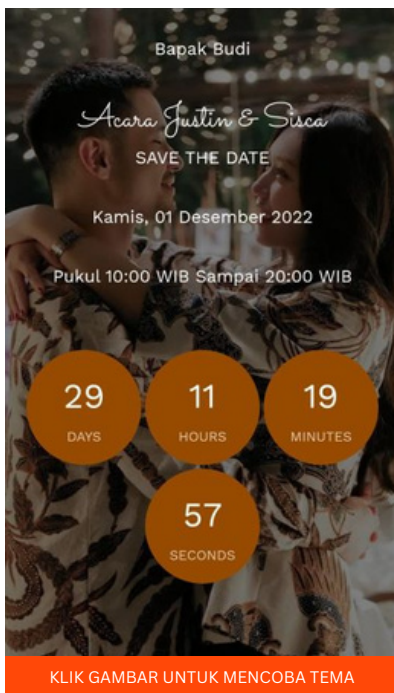 Bapak Budi
Acara Justin & Sisca
SAVE THE DATE
Kamis, 01 Desember 2022
Pukul 10:00 WIB Sampai 20:00 WIB
29 11 19
DAYS HOURS MINUTES
57
SECONDS
KLIK GAMBAR UNTUK MENCOBA TEMA